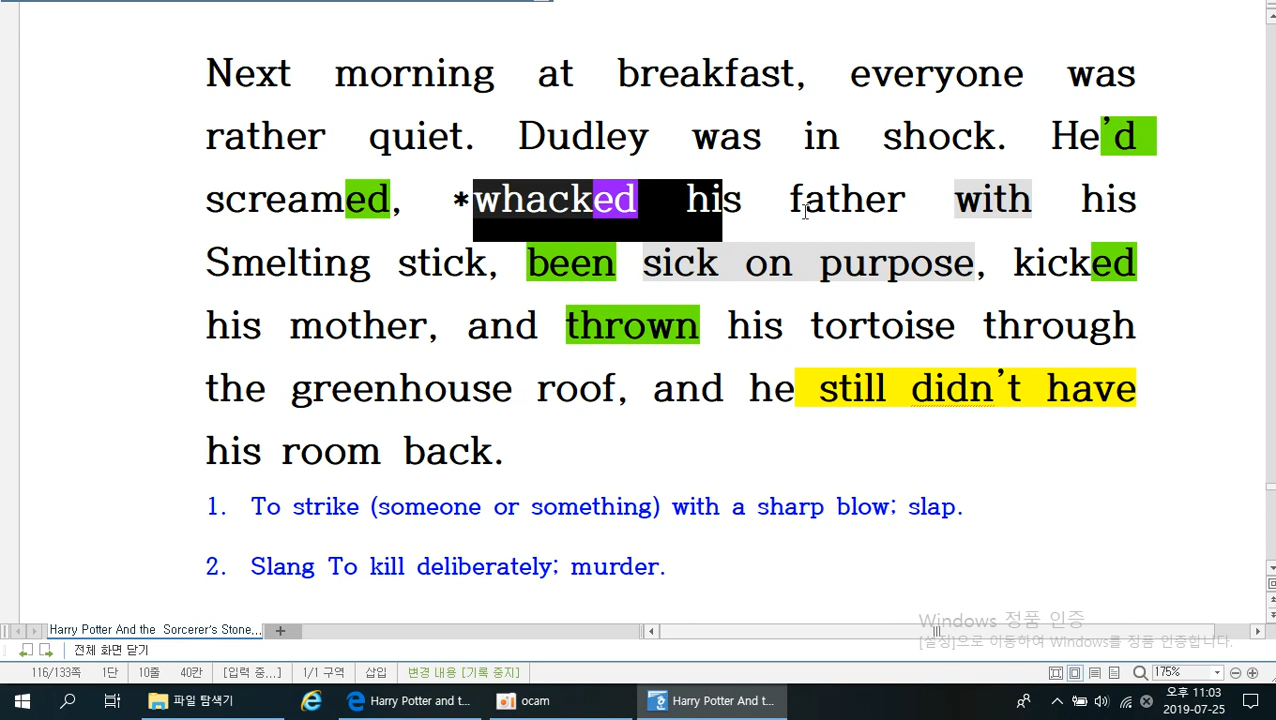 Next morning at breakfast, everyone was
rather quiet. Dudley was in shock. He’d
screamed, *whacked his father with his
Smelting stick, been sick on purpose, kicked
his mother, and thrown his tortoise through
the greenhouse roof, and he still didn’t have
his room back.
1. To strike (someone or something) with a sharp blow; slap.
2. Slang To kill deliberately; murder.
Windows 정품 인증
[설정]으로 이동하여 Windows를 정품 인증합니다.
Harry Potter And the Sorcerer's Stone,...
전체 화면 닫기
116/133쪽 1단 10줄 40칸 [입력 중...] 1/1 구역 삽입 변경 내용 [기록 중지] 175%
파일 탐색기 Harry Potter and t... ocam Harry Potter And t... 오후 11:03
2019-07-25